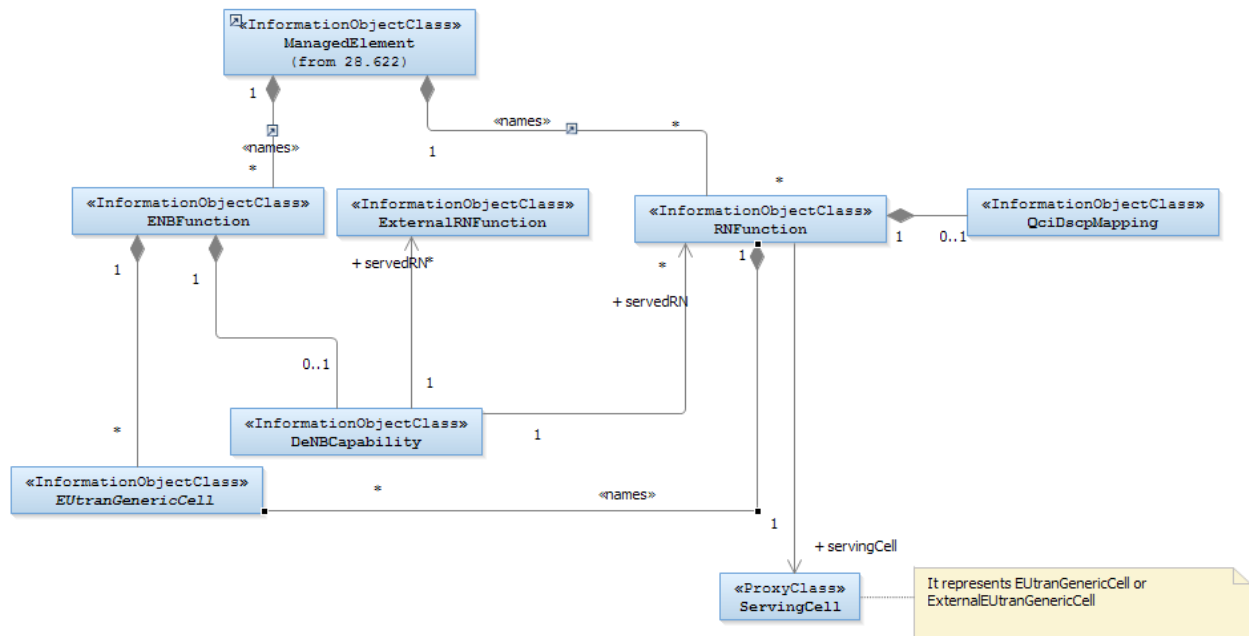 «InformationObjectClass»
ManagedElement
(from 28.622)
1
«names»
*
1
«names»
*
*
«InformationObjectClass»
ENBFunction
«InformationObjectClass»
ExternalRNFunction
«InformationObjectClass»
RNFunction
«InformationObjectClass»
QciDscpMapping
1
0..1
1
1
+ servedRN*
*
1
+ servedRN
0..1
1
1
«InformationObjectClass»
DeNBCapability
*
«InformationObjectClass»
EUtranGenericCell
*
«names»
1
+ servingCell
«ProxyClass»
ServingCell
It represents EUtranGenericCell or
ExternalEUtranGenericCell